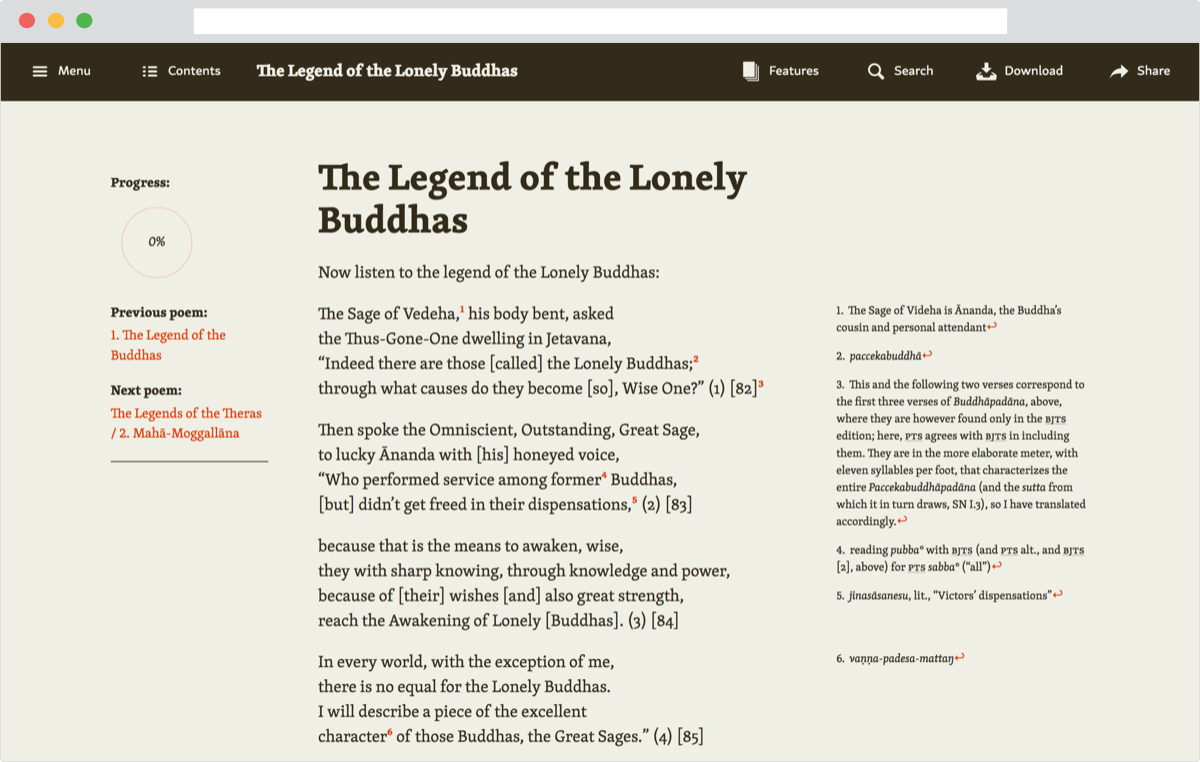 Menu
Contents
The Legend of the Lonely Buddhas
Features
Search
Download
Share
Progress:
0%
Previous poem:
1. The Legend of the
Buddhas
Next poem:
The Legends of the Theras
/ 2. Mahā-Moggallāna
The Legend of the Lonely
Buddhas
Now listen to the legend of the Lonely Buddhas:
The Sage of Vedeha,1 his body bent, asked
the Thus-Gone-One dwelling in Jetavana,
“Indeed there are those [called] the Lonely Buddhas;2
through what causes do they become [so], Wise One?” (1) [82]3
Then spoke the Omniscient, Outstanding, Great Sage,
to lucky Ānanda with [his] honeyed voice,
“Who performed service among former4 Buddhas,
[but] didn’t get freed in their dispensations,5 (2) [83]
because that is the means to awaken, wise,
they with sharp knowing, through knowledge and power,
because of [their] wishes [and] also great strength,
reach the Awakening of Lonely [Buddhas]. (3) [84]
In every world, with the exception of me,
there is no equal for the Lonely Buddhas.
I will describe a piece of the excellent
character6 of those Buddhas, the Great Sages.” (4) [85]
1. The Sage of Videha is Ānanda, the Buddha’s
cousin and personal attendant↩
2. paccekabuddhā↩
3. This and the following two verses correspond to
the first three verses of Buddhāpadāna, above,
where they are however found only in the BJTS
edition; here, PTS agrees with BJTS in including
them. They are in the more elaborate meter, with
eleven syllables per foot, that characterizes the
entire Paccekabuddhāpadāna (and the sutta from
which it in turn draws, SN I.3), so I have translated
accordingly.↩
4. reading pubba° with BJTS (and PTS alt., and BJTS
[2], above) for PTS sabba° (“all”)↩
5. jinasāsanesu, lit., “Victors’ dispensations”↩
6. vaṇṇa-padesa-mattaŋ↩